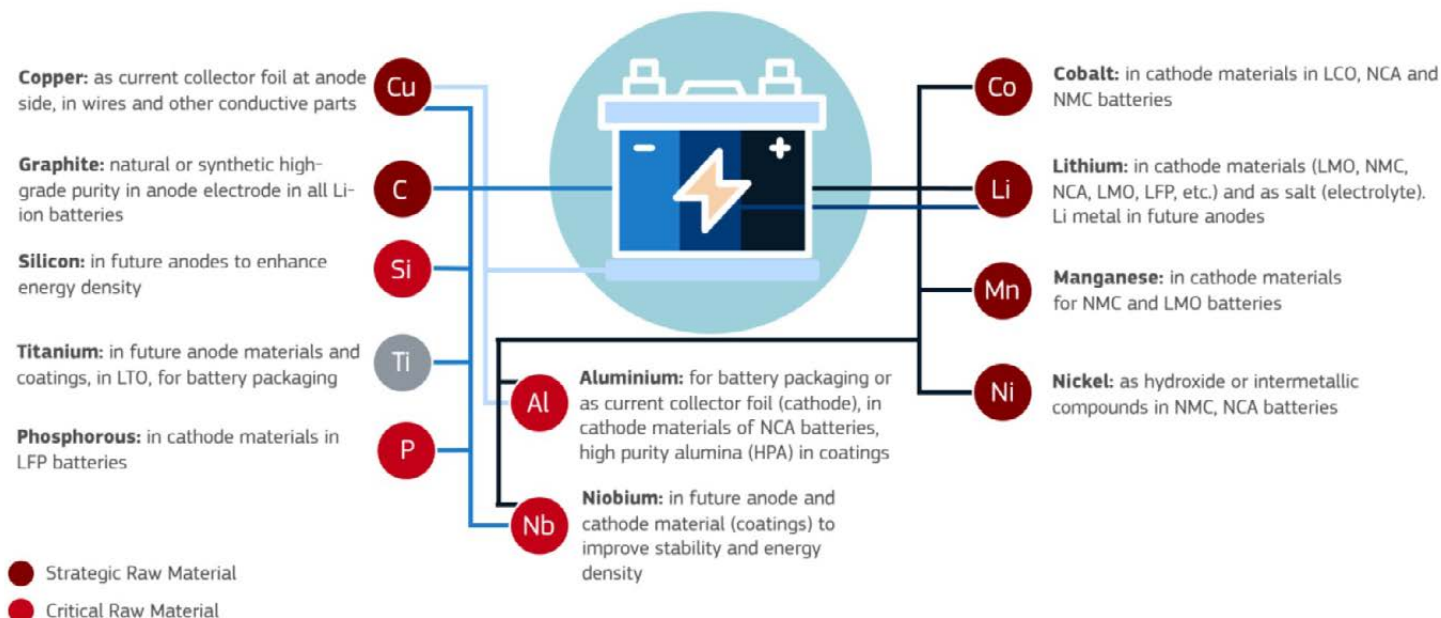 Copper: as current collector foil at anode
side, in wires and other conductive parts
Cu
Graphite: natural or synthetic high-
grade purity in anode electrode in all Li-
ion batteries
C
Silicon: in future anodes to enhance
energy density
Si
Titanium: in future anode materials and
coatings, in LTO, for battery packaging
Ti
Phosphorous: in cathode materials in
LFP batteries
P
- +
Co
Cobalt: in cathode materials in LCO, NCA and
NMC batteries
Li
Lithium: in cathode materials (LMO, NMC,
NCA, LMO, LFP, etc.) and as salt (electrolyte).
Li metal in future anodes
Mn
Manganese: in cathode materials
for NMC and LMO batteries
Ni
Nickel: as hydroxide or intermetallic
compounds in NMC, NCA batteries
Al
Aluminium: for battery packaging or
as current collector foil (cathode), in
cathode materials of NCA batteries,
high purity alumina (HPA) in coatings
Nb
Niobium: in future anode and
cathode material (coatings) to
improve stability and energy
density
Strategic Raw Material
Critical Raw Material